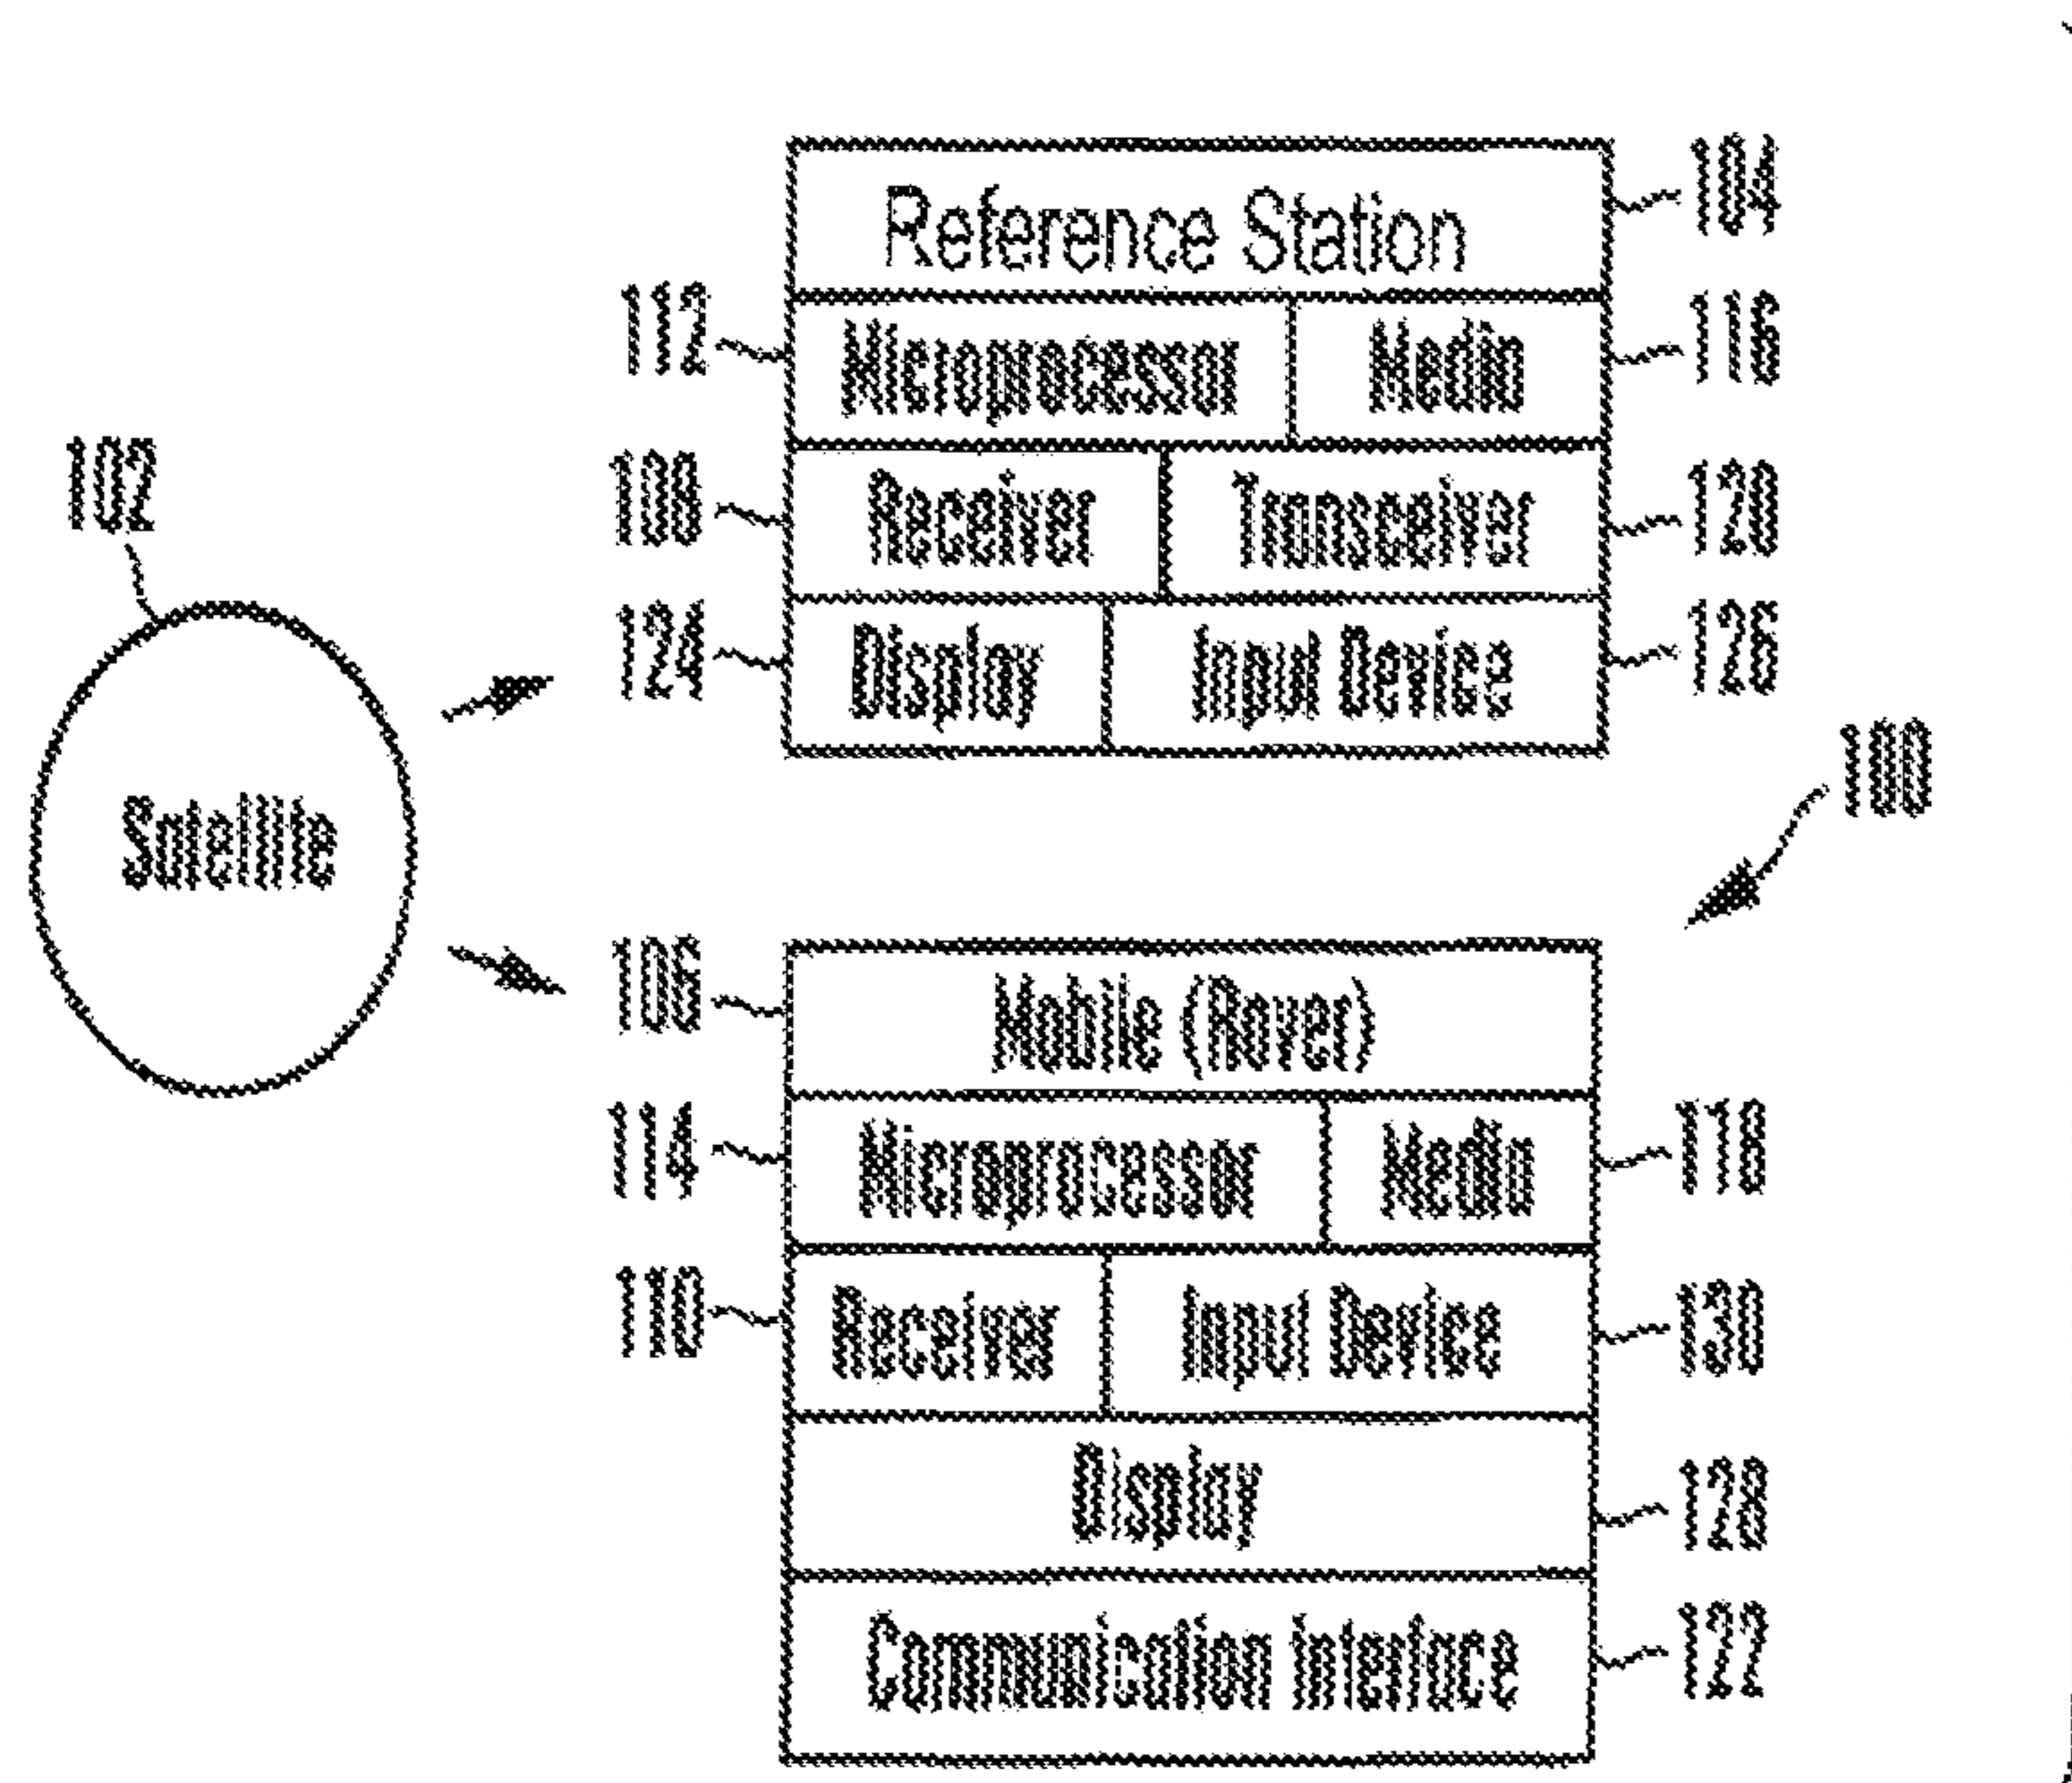 104
Reference Station
112
Microprocessor
Media
116
102
108
Receiver
Transceiver
120
124
Display
Input Device
126
100
Satellite
106
Mobile (Rover)
114
Microprocessor
Media
118
110
Receiver
Input Device
130
Display
128
Communication Interface
122